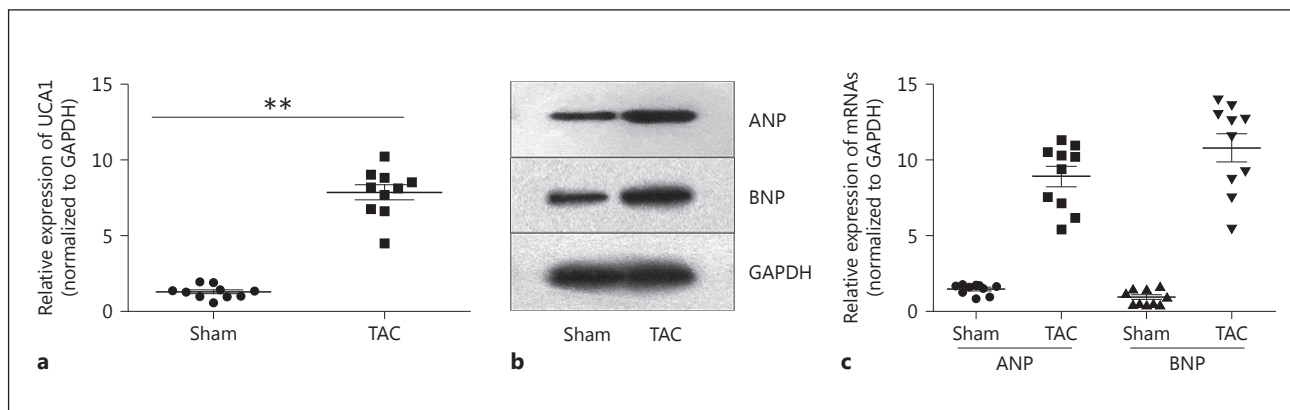 Relative expression of UCA1
(normalized to GAPDH)
15
10
5
0
**
Sham TAC
a
ANP
BNP
GAPDH
Sham TAC
b
Relative expression of mRNAs
(normalized to GAPDH)
15
10
5
0
Sham TAC Sham TAC
ANP BNP
c